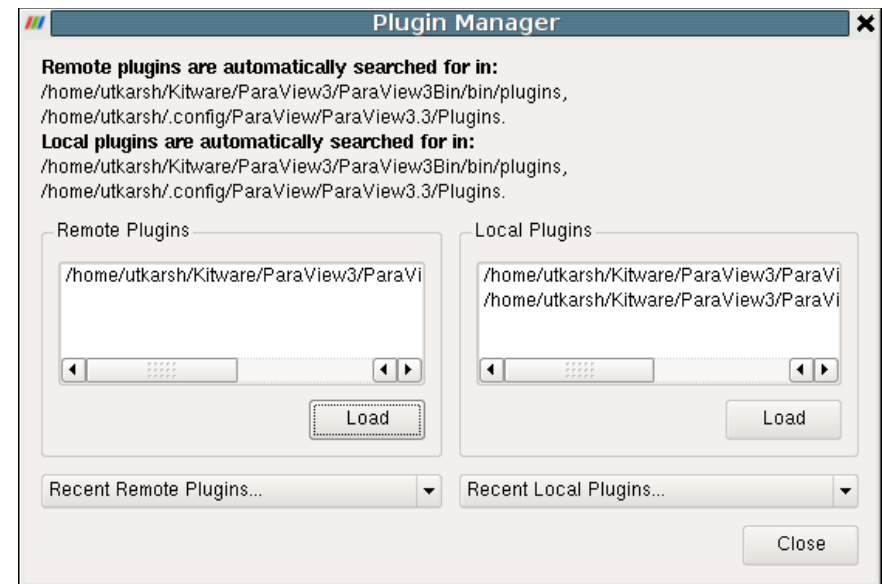 Plugin Manager
Remote plugins are automatically searched for in:
/home/utkarsh/Kitware/ParaView3/ParaView3Bin/bin/plugins,
/home/utkarsh/.config/ParaView/ParaView3.3/Plugins.
Local plugins are automatically searched for in:
/home/utkarsh/Kitware/ParaView3/ParaView3Bin/bin/plugins,
/home/utkarsh/.config/ParaView/ParaView3.3/Plugins.
Remote Plugins
/home/utkarsh/Kitware/ParaView3/ParaVi
Load
Recent Remote Plugins...
Local Plugins
/home/utkarsh/Kitware/ParaView3/ParaVi
/home/utkarsh/Kitware/ParaView3/ParaVi
Load
Recent Local Plugins...
Close